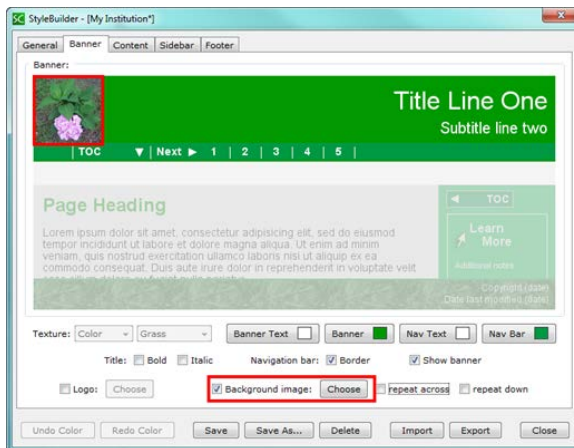 StyleBuilder - [My Institution*]
General Banner Content Sidebar Footer
Banner:
Title Line One
Subtitle line two
TOC ▼ | Next ▶ 1 | 2 | 3 | 4 | 5 |
◀ TOC
Page Heading
Learn
More
Lorem ipsum dolor sit amet, consectetur adipisicing elit, sed do eiusmod
tempor incididunt ut labore et dolore magna aliqua. Ut enim ad minim
veniam, quis nostrud exercitation ullamco laboris nisi ut aliquip ex ea
commodo consequat. Duis aute irure dolor in reprehenderit in voluptate velit
Additional notes
Copyright (date)
Date last modified (date)
Texture: Color Grass Banner Text Banner Nav Text Nav Bar
Title: Bold Italic Navigation bar: Border Show banner
Logo: Choose Background image: Choose repeat across repeat down
Undo Color Redo Color Save Save As... Delete Import Export Close